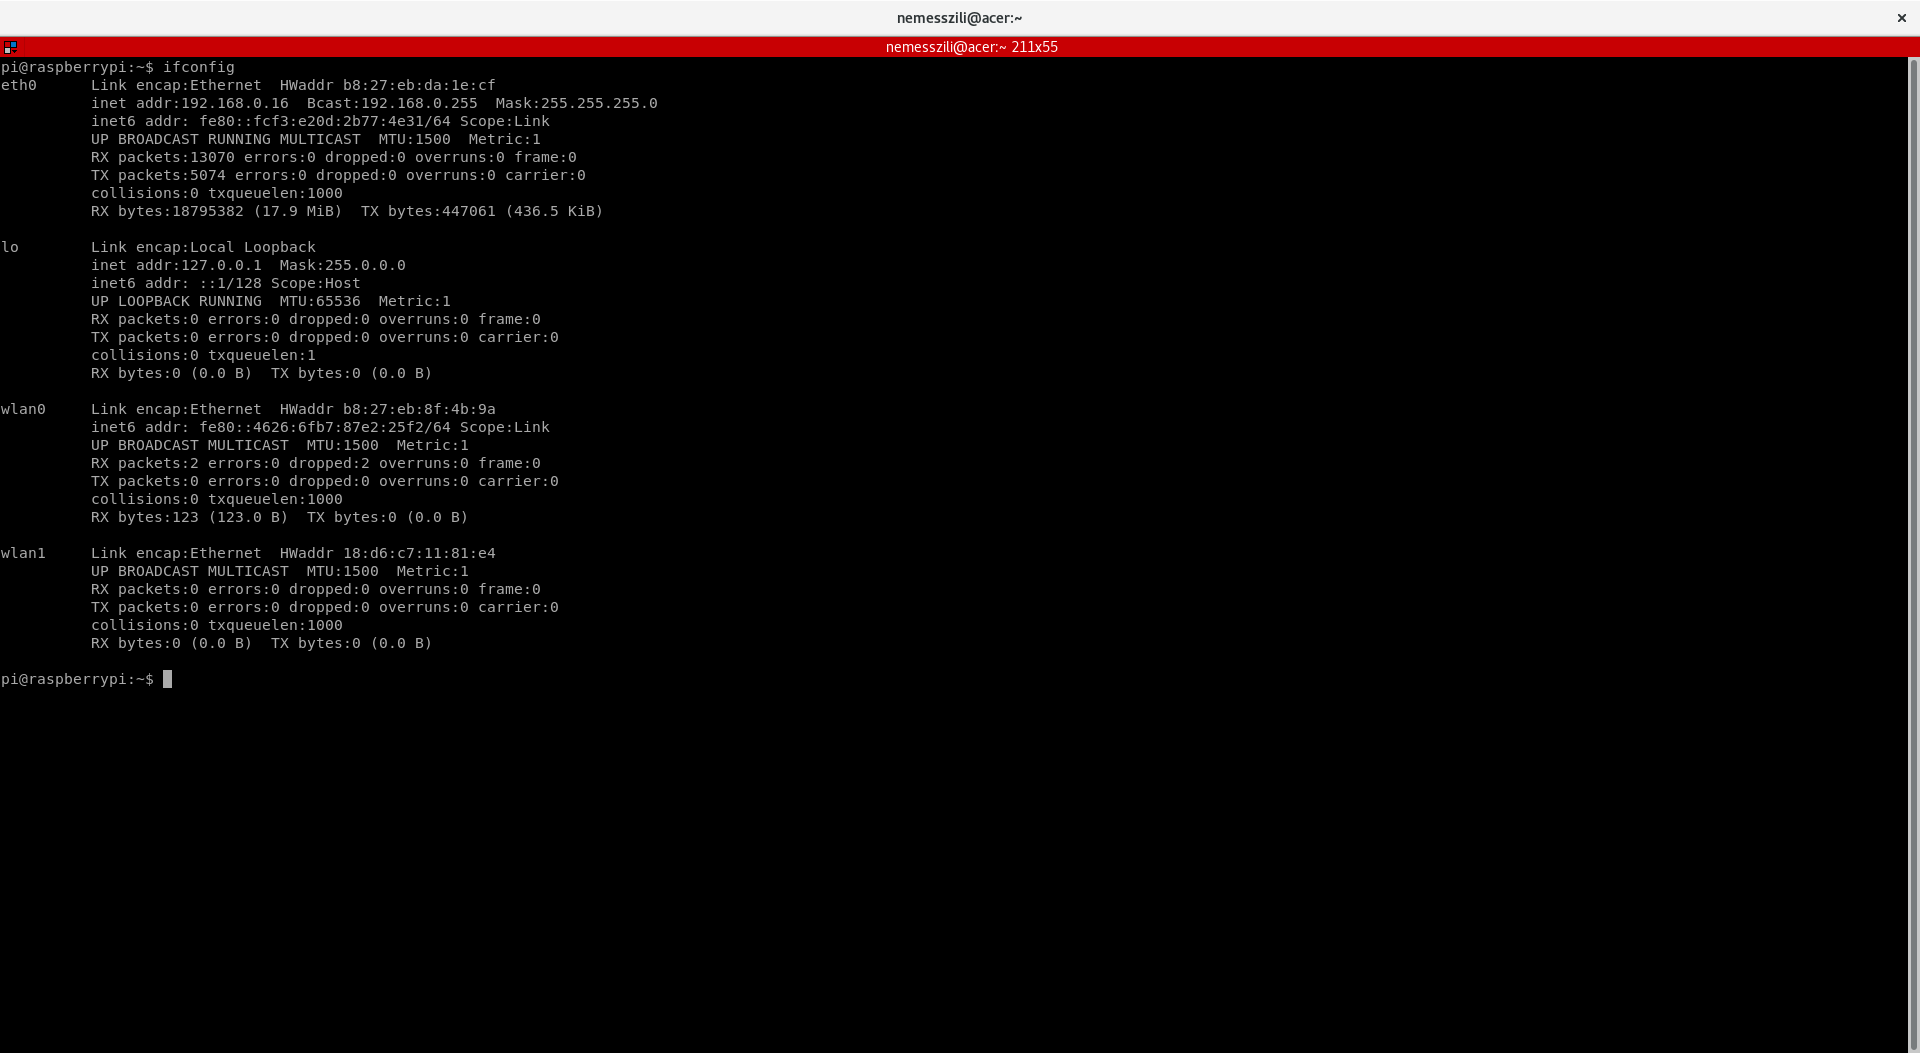 nemesszili@acer:~
nemesszili@acer:~ 211x55
pi@raspberrypi:~$ ifconfig
eth0      Link encap:Ethernet  HWaddr b8:27:eb:da:1e:cf
          inet addr:192.168.0.16  Bcast:192.168.0.255  Mask:255.255.255.0
          inet6 addr: fe80::fcf3:e20d:2b77:4e31/64 Scope:Link
          UP BROADCAST RUNNING MULTICAST  MTU:1500  Metric:1
          RX packets:13070 errors:0 dropped:0 overruns:0 frame:0
          TX packets:5074 errors:0 dropped:0 overruns:0 carrier:0
          collisions:0 txqueuelen:1000
          RX bytes:18795382 (17.9 MiB)  TX bytes:447061 (436.5 KiB)

lo        Link encap:Local Loopback
          inet addr:127.0.0.1  Mask:255.0.0.0
          inet6 addr: ::1/128 Scope:Host
          UP LOOPBACK RUNNING  MTU:65536  Metric:1
          RX packets:0 errors:0 dropped:0 overruns:0 frame:0
          TX packets:0 errors:0 dropped:0 overruns:0 carrier:0
          collisions:0 txqueuelen:1
          RX bytes:0 (0.0 B)  TX bytes:0 (0.0 B)

wlan0     Link encap:Ethernet  HWaddr b8:27:eb:8f:4b:9a
          inet6 addr: fe80::4626:6fb7:87e2:25f2/64 Scope:Link
          UP BROADCAST MULTICAST  MTU:1500  Metric:1
          RX packets:2 errors:0 dropped:2 overruns:0 frame:0
          TX packets:0 errors:0 dropped:0 overruns:0 carrier:0
          collisions:0 txqueuelen:1000
          RX bytes:123 (123.0 B)  TX bytes:0 (0.0 B)

wlan1     Link encap:Ethernet  HWaddr 18:d6:c7:11:81:e4
          UP BROADCAST MULTICAST  MTU:1500  Metric:1
          RX packets:0 errors:0 dropped:0 overruns:0 frame:0
          TX packets:0 errors:0 dropped:0 overruns:0 carrier:0
          collisions:0 txqueuelen:1000
          RX bytes:0 (0.0 B)  TX bytes:0 (0.0 B)

pi@raspberrypi:~$